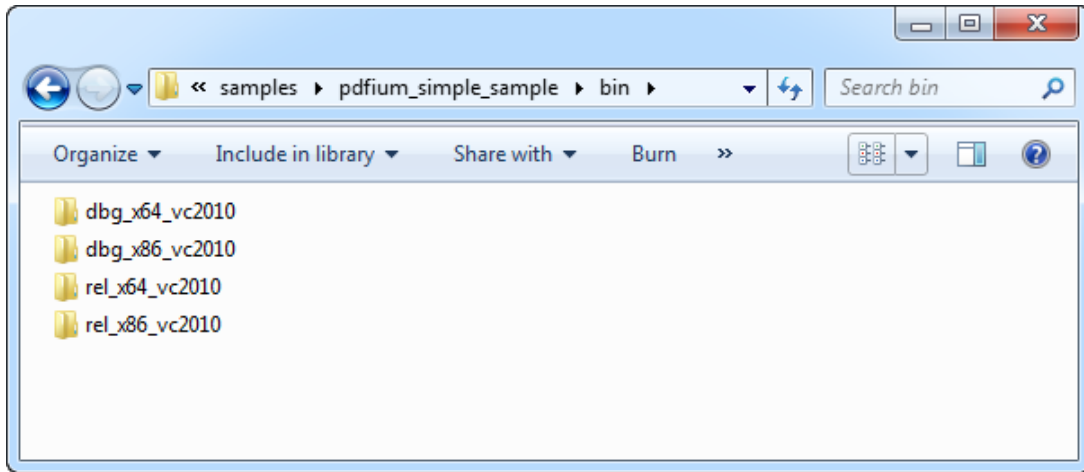 « samples ▸ pdfium_simple_sample ▸ bin ▸ Search bin
Organize ▾ Include in library ▾ Share with ▾ Burn »
dbg_x64_vc2010
dbg_x86_vc2010
rel_x64_vc2010
rel_x86_vc2010